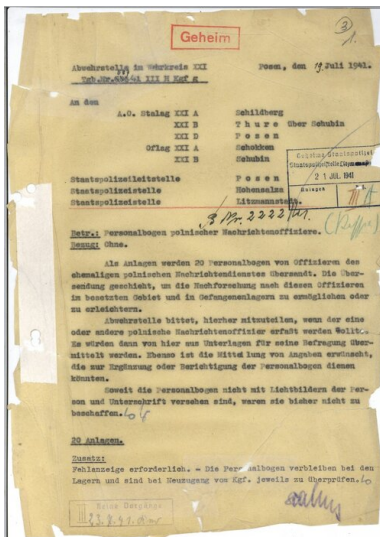 Geheim
Abwehrstelle im Wehrkreis XXI
Posen, den 19 Juli 1941.
III H Kgf g
An den
A.O. Stalag XXI A Schildberg
XXI B Thure über Schubin
XXI D Posen
Oflag XXI A Schokken
XXI B Schubin
Staatspolizeileitstelle Posen
Staatspolizeistelle Hohensalza
Staatspolizeistelle Litzmannstadt.
21 JUL 1941
Anlagen
B Nr. 2222/41
Betr.: Personalbogen polnischer Nachrichtenoffiziere.
Bezug: Ohne.
Als Anlagen werden 20 Personalbogen von Offizieren des
ehemaligen polnischen Nachrichtendienstes übersandt. Die Über-
sendung geschieht, um die Nachforschung nach diesen Offizieren
im besetzten Gebiet und in Gefangenenlagern zu ermöglichen oder
zu erleichtern.
Abwehrstelle bittet, hierher mitzuteilen, wenn der eine
oder andere polnische Nachrichtenoffizier erfaßt werden sollte.
Es würden dann von hier aus Unterlagen für seine Befragung über-
mittelt werden. Ebenso ist die Mitteilung von Angaben erwünscht,
die zur Ergänzung oder Berichtigung der Personalbogen dienen
könnten.
Soweit die Personalbogen nicht mit Lichtbildern der Per-
son und Unterschrift versehen sind, waren sie bisher nicht zu
beschaffen.
20 Anlagen.
Zusatz:
Fehlanzeige erforderlich. - Die Personalbogen verbleiben bei den
Lagern und sind bei Neuzugang von Kgf. jeweils zu überprüfen.
Keine Vorgänge